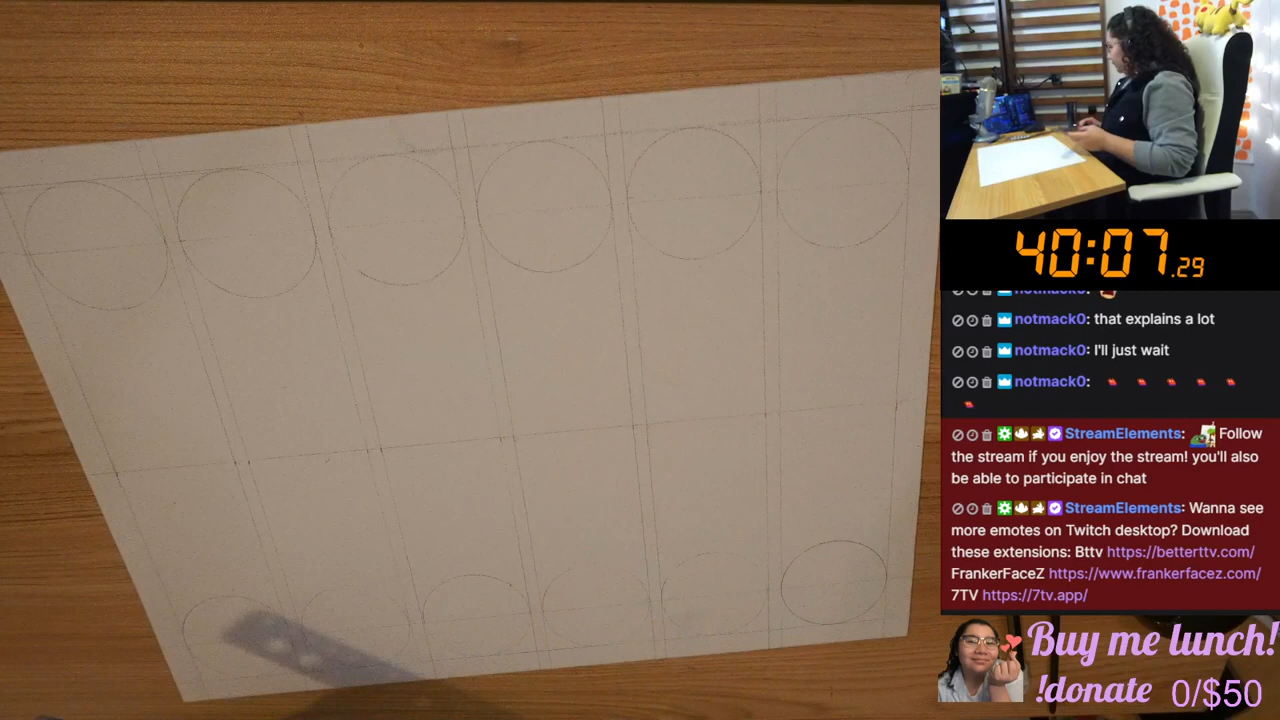 40:07.29
notmack0:
notmack0: that explains a lot
notmack0: I'll just wait
notmack0:
StreamElements: Follow
the stream if you enjoy the stream! you'll also
be able to participate in chat
StreamElements: Wanna see
more emotes on Twitch desktop? Download
these extensions: Bttv https://betterttv.com/
FrankerFaceZ https://www.frankerfacez.com/
7TV https://7tv.app/
Buy me lunch!
!donate 0/$50